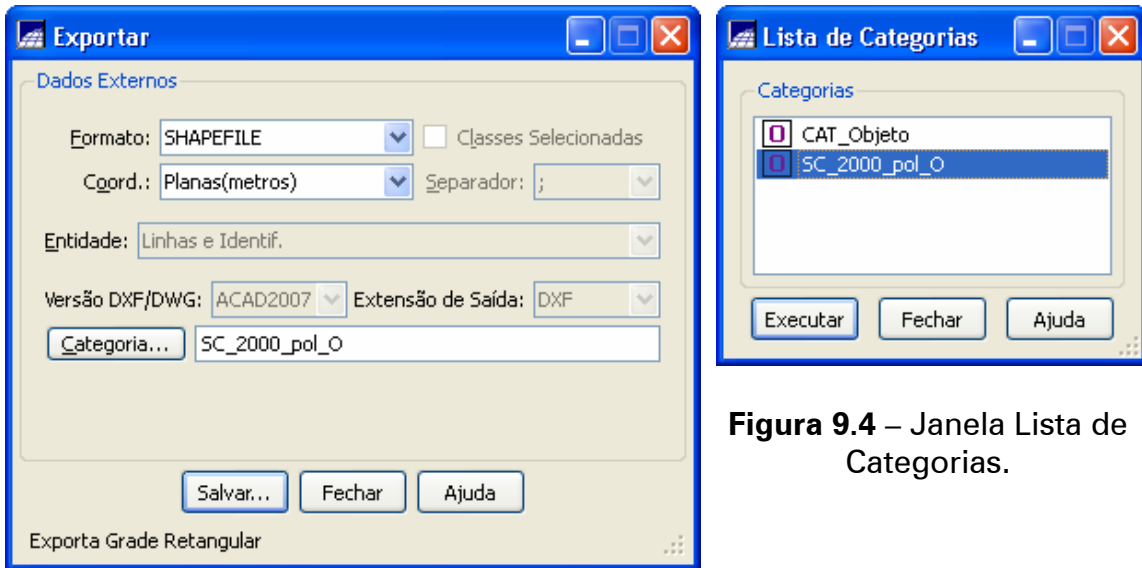 Exportar
Dados Externos
Formato: SHAPEFILE Classes Selecionadas
Coord.: Planas(metros) Separador: ;
Entidade: Linhas e Identif.
Versão DXF/DWG: ACAD2007 Extensão de Saída: DXF
Categoria... SC_2000_pol_O
Salvar... Fechar Ajuda
Exporta Grade Retangular
Lista de Categorias
Categorias
O CAT_Objeto
O SC_2000_pol_O
Executar Fechar Ajuda
Figura 9.4 – Janela Lista de
Categorias.